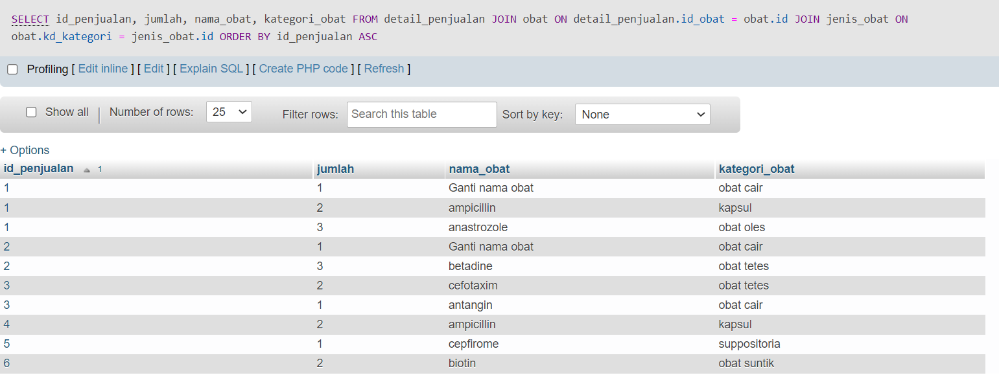 SELECT id_penjualan, jumlah, nama_obat, kategori_obat FROM detail_penjualan JOIN obat ON detail_penjualan.id_obat = obat.id JOIN jenis_obat ON
obat.kd_kategori = jenis_obat.id ORDER BY id_penjualan ASC
Profiling [ Edit inline ] [ Edit ] [ Explain SQL ] [ Create PHP code ] [ Refresh ]
Show all | Number of rows: 25 Filter rows: Search this table Sort by key: None
+ Options
id_penjualan 1 jumlah nama_obat kategori_obat
1 1 Ganti nama obat obat cair
1 2 ampicillin kapsul
1 3 anastrozole obat oles
2 1 Ganti nama obat obat cair
2 3 betadine obat tetes
3 2 cefotaxim obat tetes
3 1 antangin obat cair
4 2 ampicillin kapsul
5 1 cepfirome suppositoria
6 2 biotin obat suntik